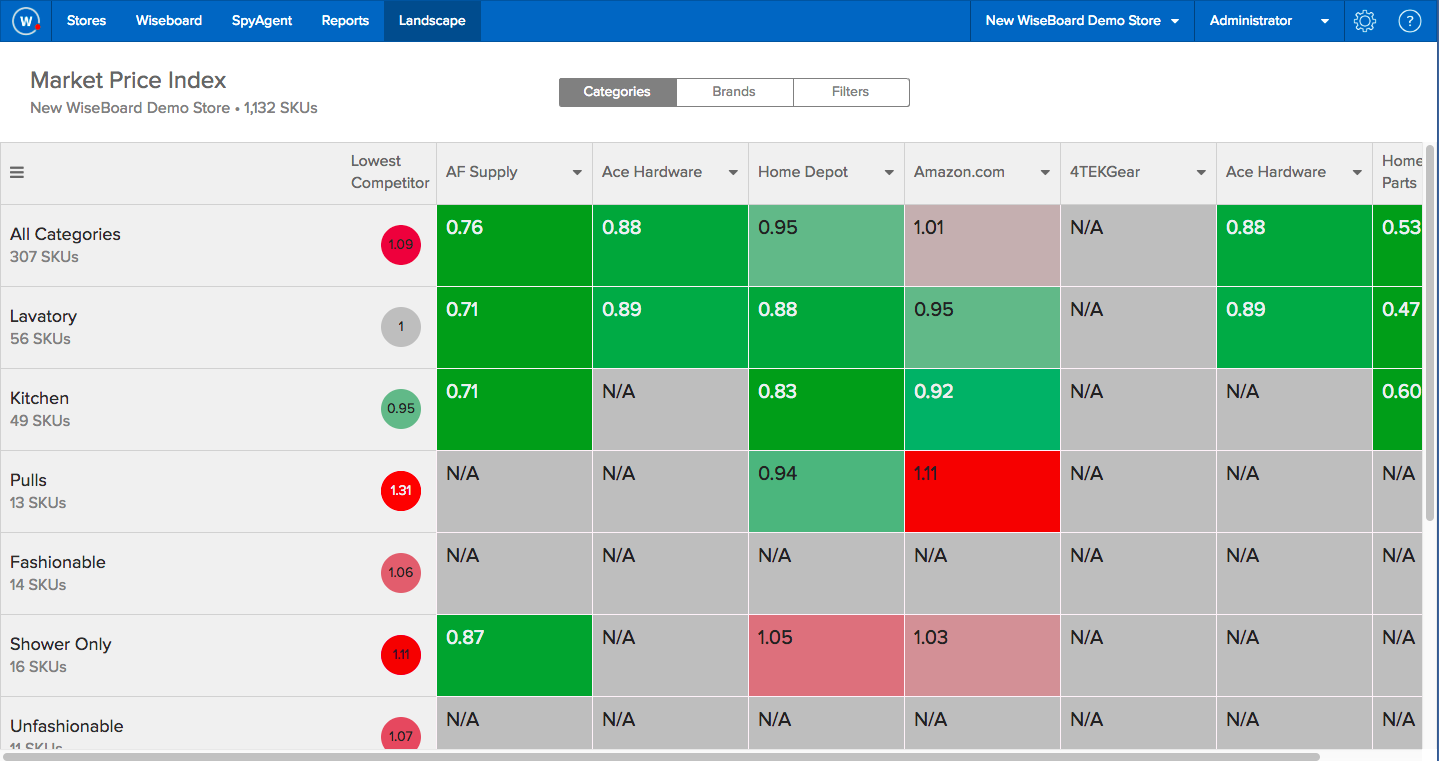 W Stores Wiseboard SpyAgent Reports Landscape New WiseBoard Demo Store Administrator ?
Market Price Index
New WiseBoard Demo Store • 1,132 SKUs
Categories Brands Filters
Lowest Competitor AF Supply Ace Hardware Home Depot Amazon.com 4TEKGear Ace Hardware Home Parts
All Categories 1.09 0.76 0.88 0.95 1.01 N/A 0.88 0.53
307 SKUs
Lavatory 1 0.71 0.89 0.88 0.95 N/A 0.89 0.47
56 SKUs
Kitchen 0.95 0.71 N/A 0.83 0.92 N/A N/A 0.60
49 SKUs
Pulls 1.31 N/A N/A 0.94 1.11 N/A N/A N/A
13 SKUs
Fashionable 1.06 N/A N/A N/A N/A N/A N/A N/A
14 SKUs
Shower Only 1.11 0.87 N/A 1.05 1.03 N/A N/A N/A
16 SKUs
Unfashionable 1.07 N/A N/A N/A N/A N/A N/A N/A
11 SKUs